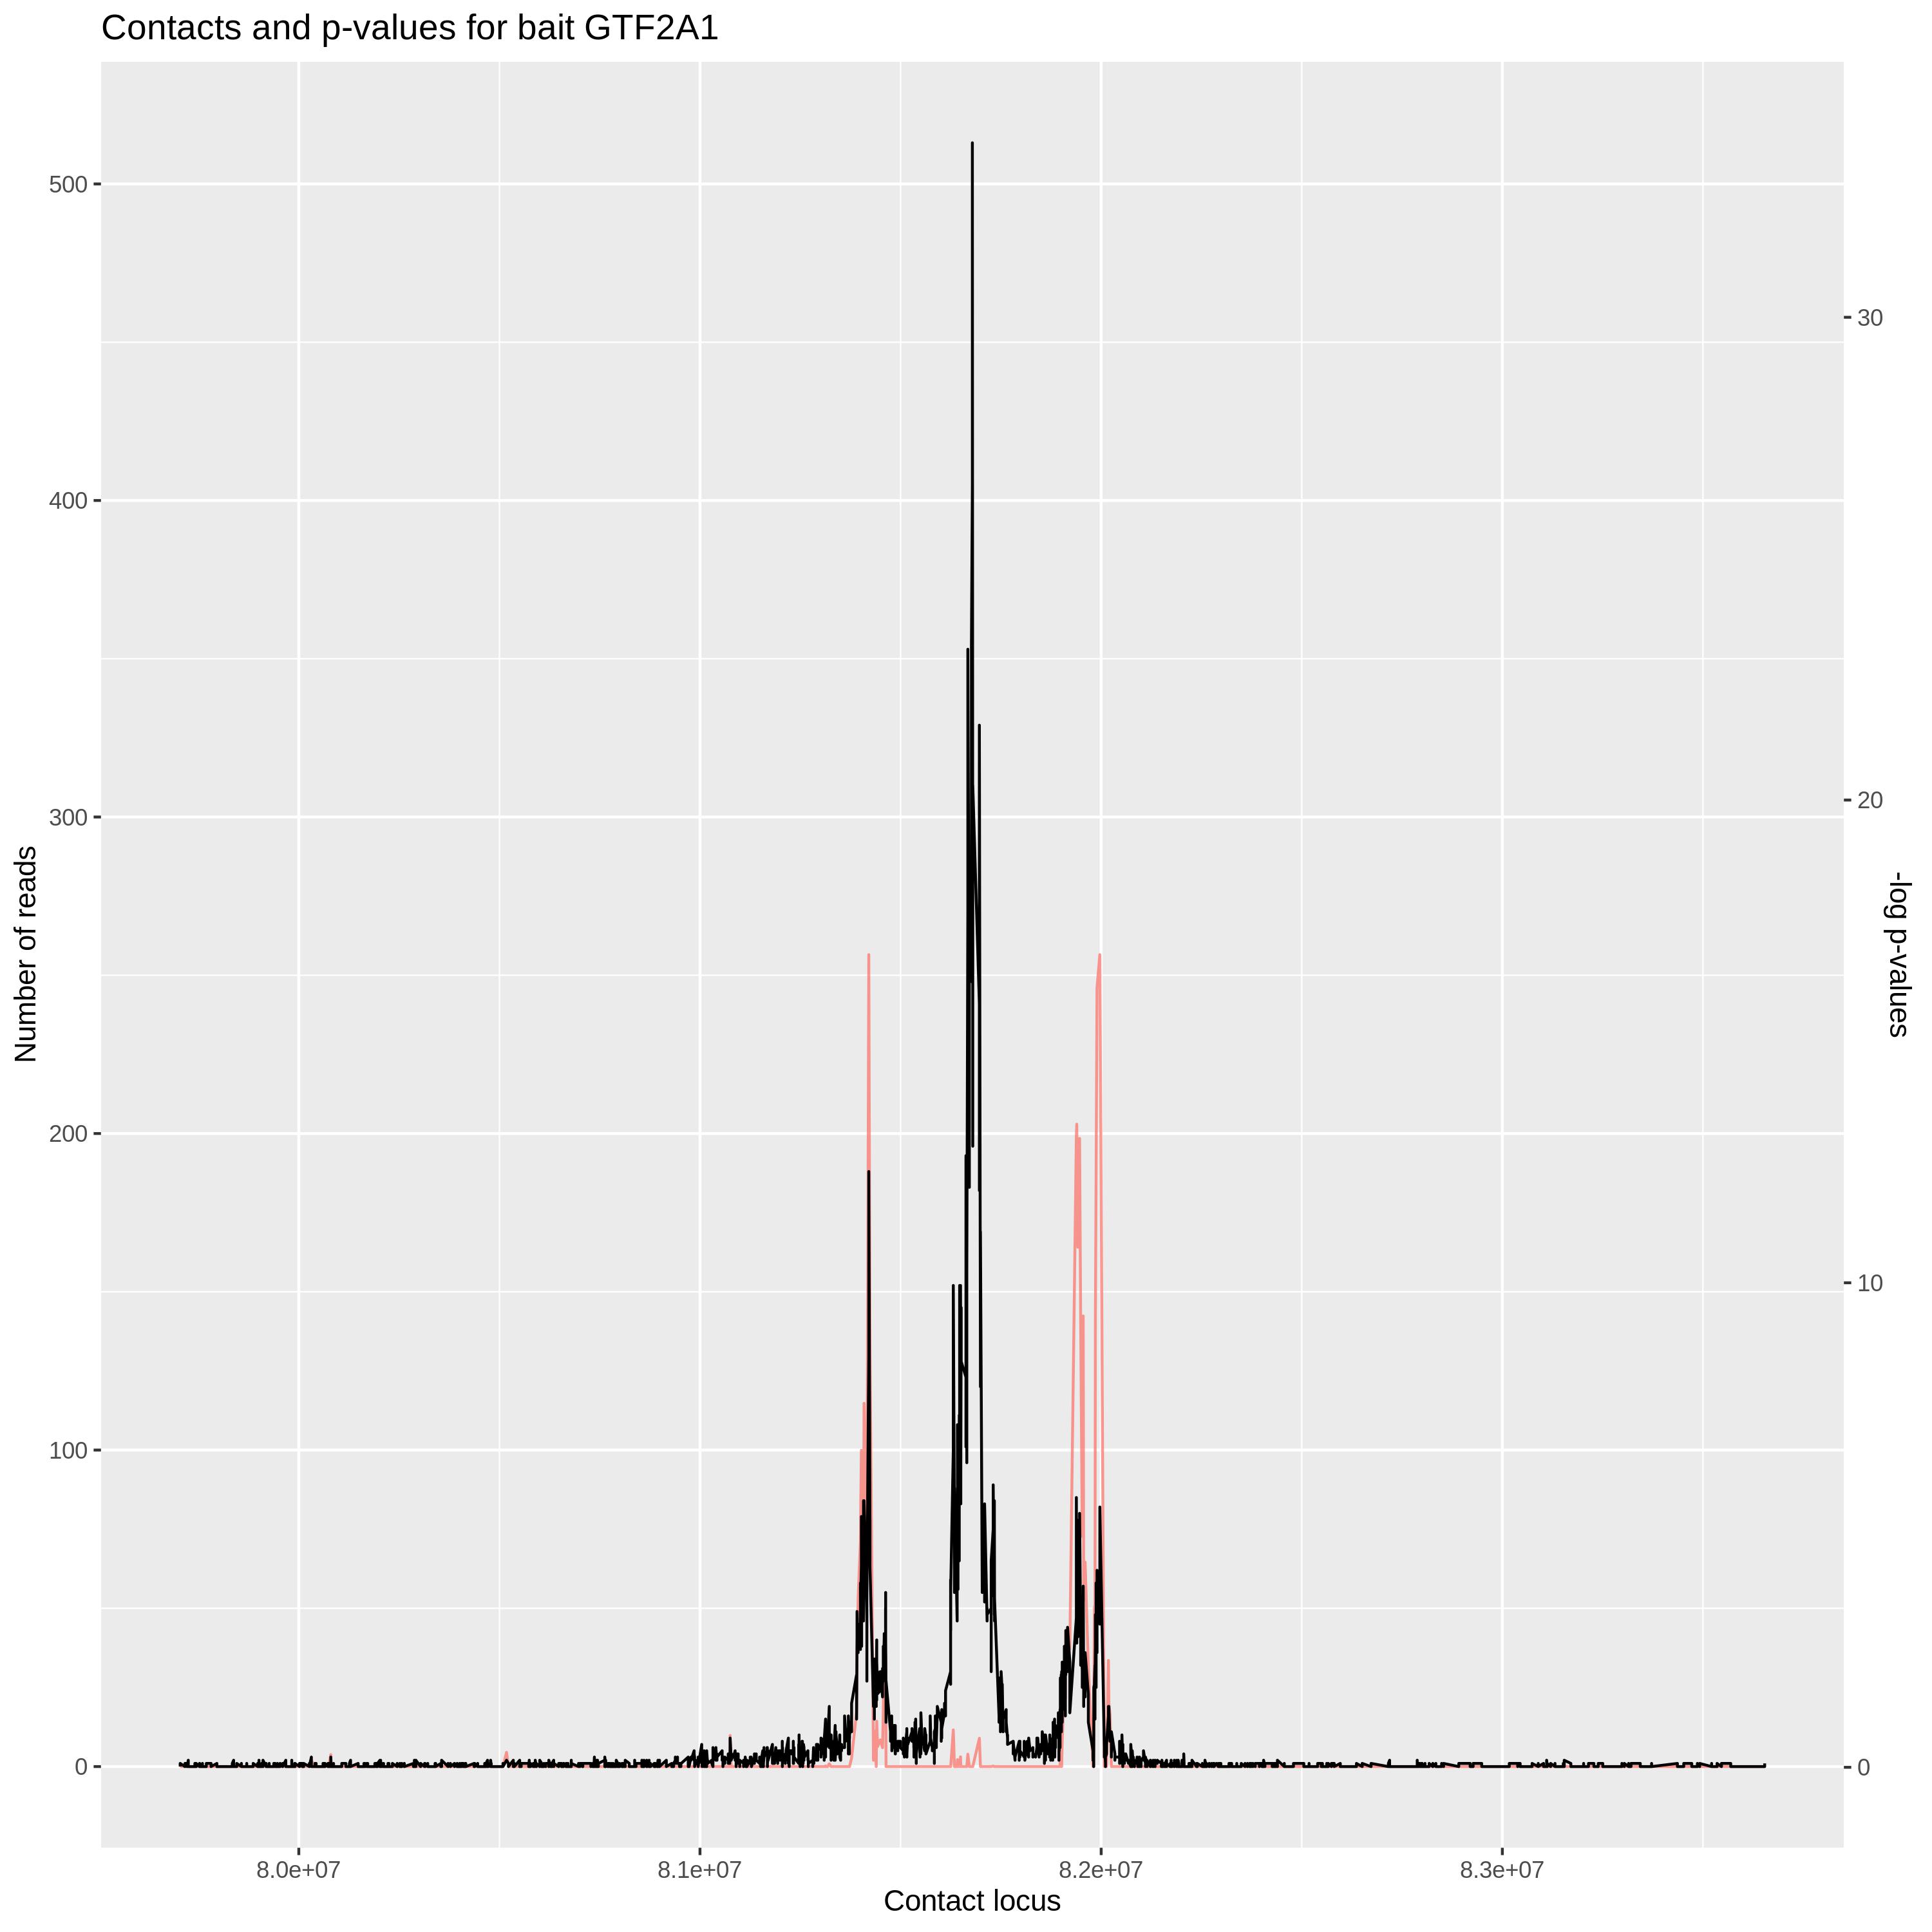 Contacts and p-values for bait GTF2A1
500
400
300
200
100
0
Number of reads
30
20
10
0
-log p-values
8.0e+07
8.1e+07
8.2e+07
8.3e+07
Contact locus